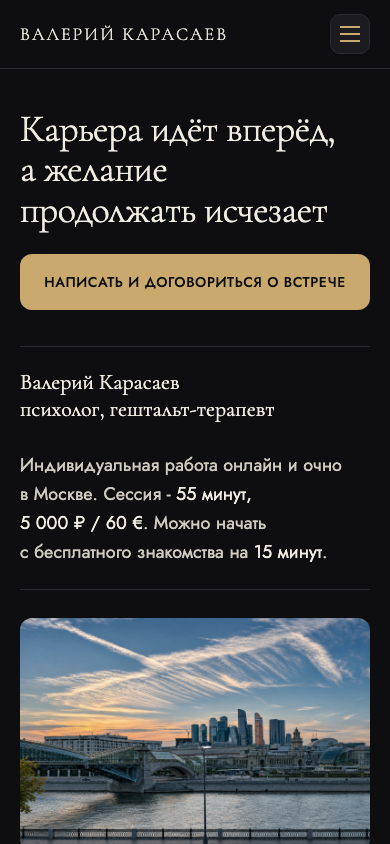 ВАЛЕРИЙ КАРАСАЕВ
Карьера идёт вперёд,
а желание
продолжать исчезает
НАПИСАТЬ И ДОГОВОРИТЬСЯ О ВСТРЕЧЕ
Валерий Карасаев
психолог, гештальт-терапевт
Индивидуальная работа онлайн и очно
в Москве. Сессия - 55 минут,
5 000 ₽ / 60 €. Можно начать
с бесплатного знакомства на 15 минут.